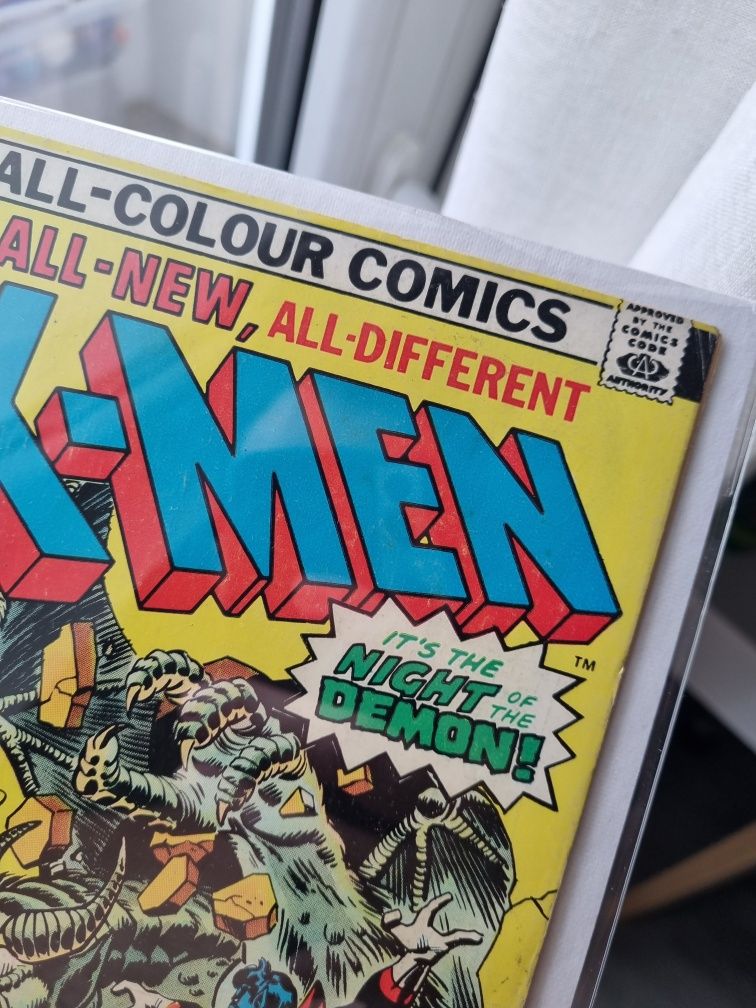 ALL-COLOUR COMICS
ALL-NEW, ALL-DIFFERENT
X-MEN
TM
APPROVED
BY THE
COMICS
CODE
CA
AUTHORITY
IT'S THE
NIGHT OF
THE
DEMON!